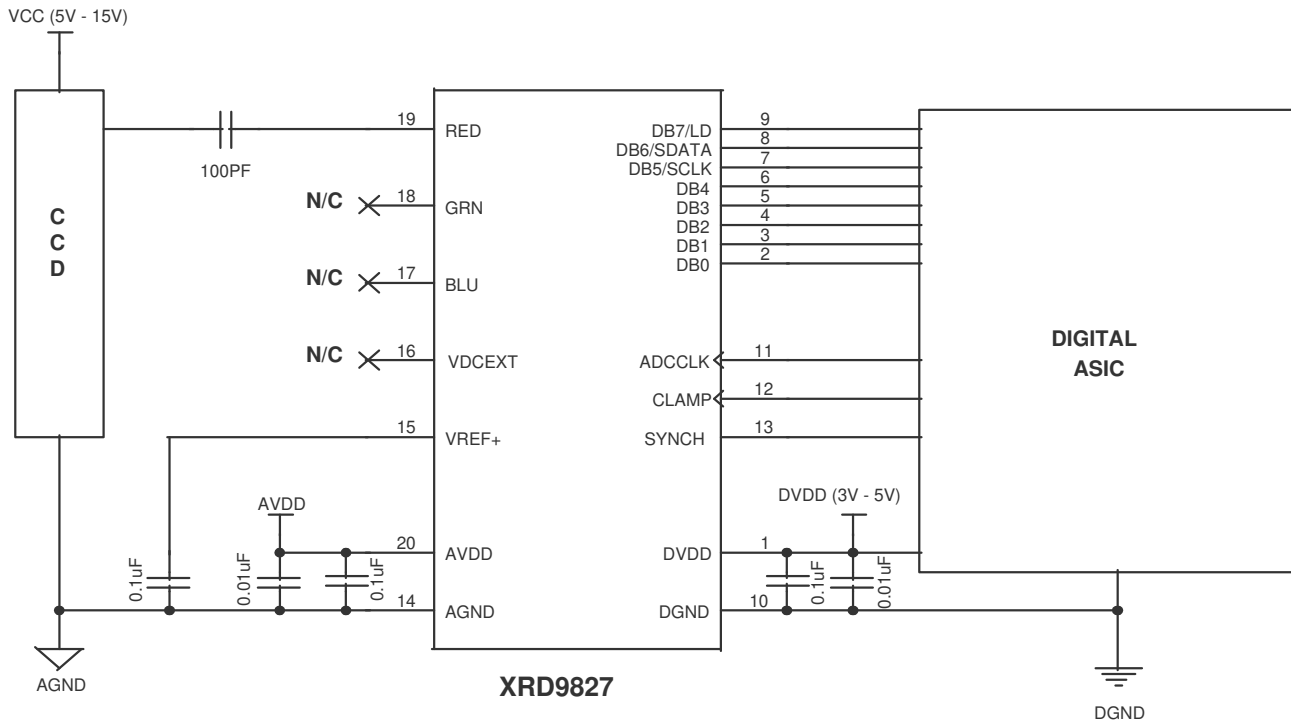 VCC (5V - 15V)
C
C
D
100PF
19
RED
N/C
18
GRN
N/C
17
BLU
N/C
16
VDCEXT
15
VREF+
AVDD
20
AVDD
14
AGND
0.1uF
0.01uF
0.1uF
AGND
DB7/LD
9
DB6/SDATA
8
DB5/SCLK
7
DB4
6
DB3
5
DB2
4
DB1
3
DB0
2
ADCCLK
11
CLAMP
12
SYNCH
13
DVDD (3V - 5V)
DVDD
1
DGND
10
0.1uF
0.01uF
DIGITAL
ASIC
XRD9827
DGND